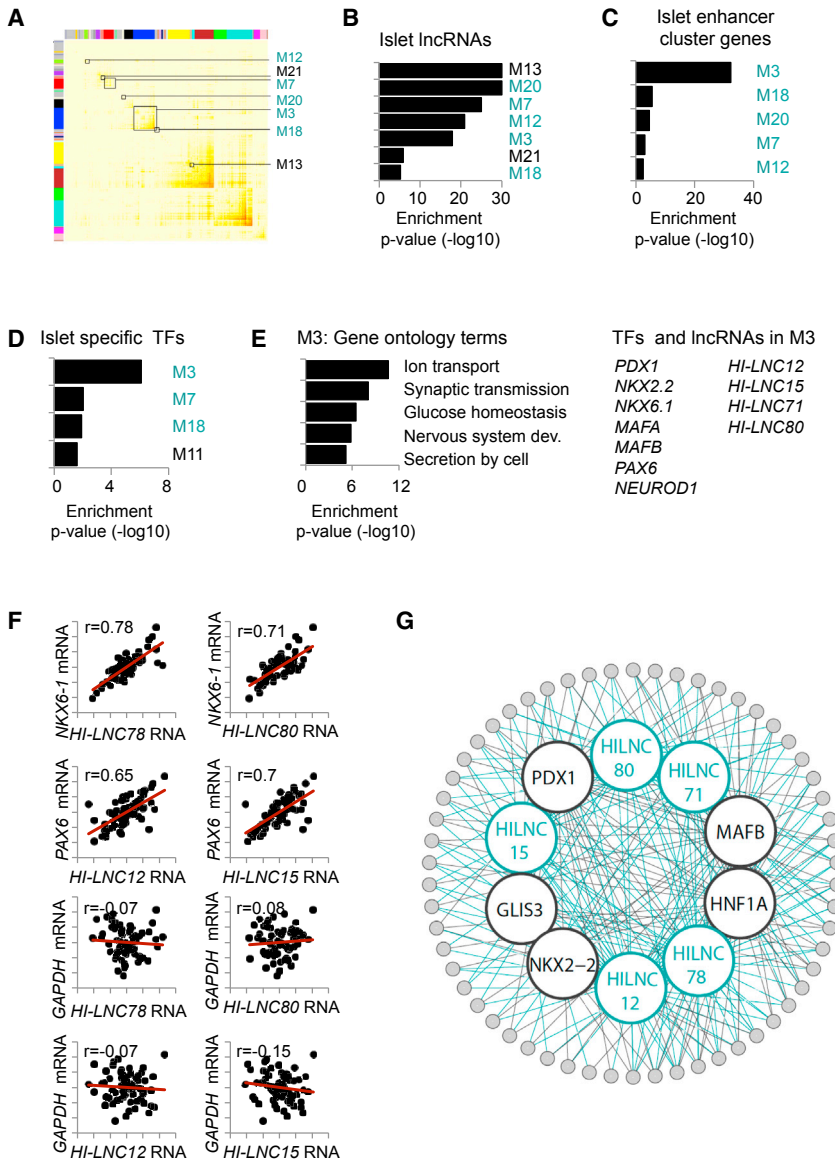 A
M12
M21
M7
M20
M3
M18
M13
B
Islet lncRNAs
M13
M20
M7
M12
M3
M21
M18
0 10 20 30
Enrichment
p-value (-log10)
C
Islet enhancer
cluster genes
M3
M18
M20
M7
M12
0 20 40
Enrichment
p-value (-log10)
D
Islet specific TFs
M3
M7
M18
M11
0 4 8
Enrichment
p-value (-log10)
E
M3: Gene ontology terms
Ion transport
Synaptic transmission
Glucose homeostasis
Nervous system dev.
Secretion by cell
0 6 12
Enrichment
p-value (-log10)
TFs and lncRNAs in M3
PDX1 HI-LNC12
NKX2.2 HI-LNC15
NKX6.1 HI-LNC71
MAFA HI-LNC80
MAFB
PAX6
NEUROD1
F
r=0.78
NKX6-1 mRNA
HI-LNC78 RNA
r=0.71
NKX6-1 mRNA
HI-LNC80 RNA
r=0.65
PAX6 mRNA
HI-LNC12 RNA
r=0.7
PAX6 mRNA
HI-LNC15 RNA
r=-0.07
GAPDH mRNA
HI-LNC78 RNA
r=0.08
GAPDH mRNA
HI-LNC80 RNA
r=-0.07
GAPDH mRNA
HI-LNC12 RNA
r=-0.15
GAPDH mRNA
HI-LNC15 RNA
G
HILNC
80
HILNC
71
PDX1
MAFB
HILNC
15
HNF1A
GLIS3
NKX2-2
HILNC
12
HILNC
78